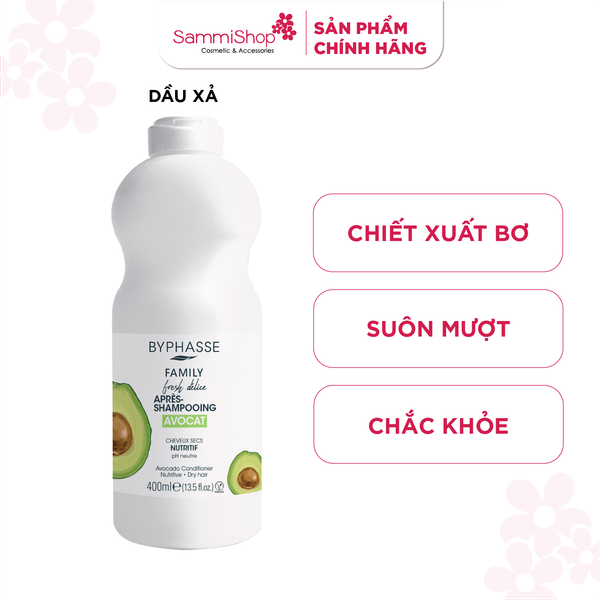 SammiShop
Cosmetic & Accessories
SẢN PHẨM
CHÍNH HÃNG
DẦU XẢ
BYPHASSE
FAMILY
fresh délice
APRÈS-
SHAMPOOING
AVOCAT
CHEVEUX SECS
NUTRITIF
pH neutre
Avocado Conditioner
Nutritive • Dry hair
400ml℮(13.5 fl.oz.)
CHIẾT XUẤT BƠ
SUÔN MƯỢT
CHẮC KHỎE